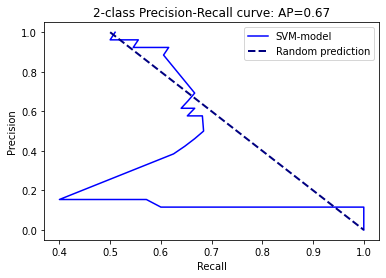 2-class Precision-Recall curve: AP=0.67
SVM-model
Random prediction
Precision
1.0
0.8
0.6
0.4
0.2
0.0
0.4 0.5 0.6 0.7 0.8 0.9 1.0
Recall